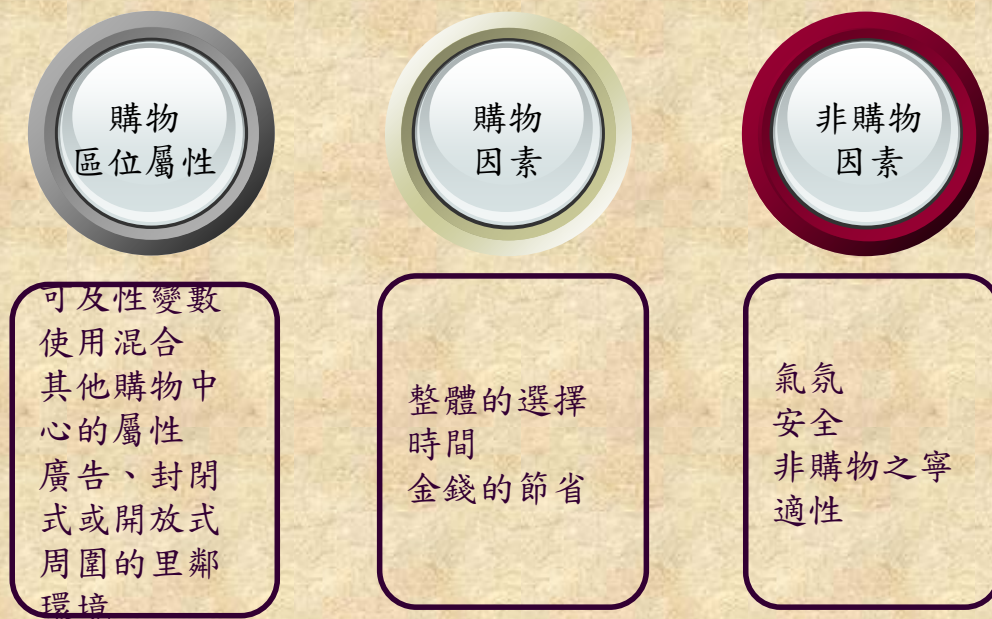 購物
區位屬性
購物
因素
非購物
因素
可及性變數
使用混合
其他購物中
心的屬性
廣告、封閉
式或開放式
周圍的里鄰
環境
整體的選擇
時間
金錢的節省
氣氛
安全
非購物之寧
適性